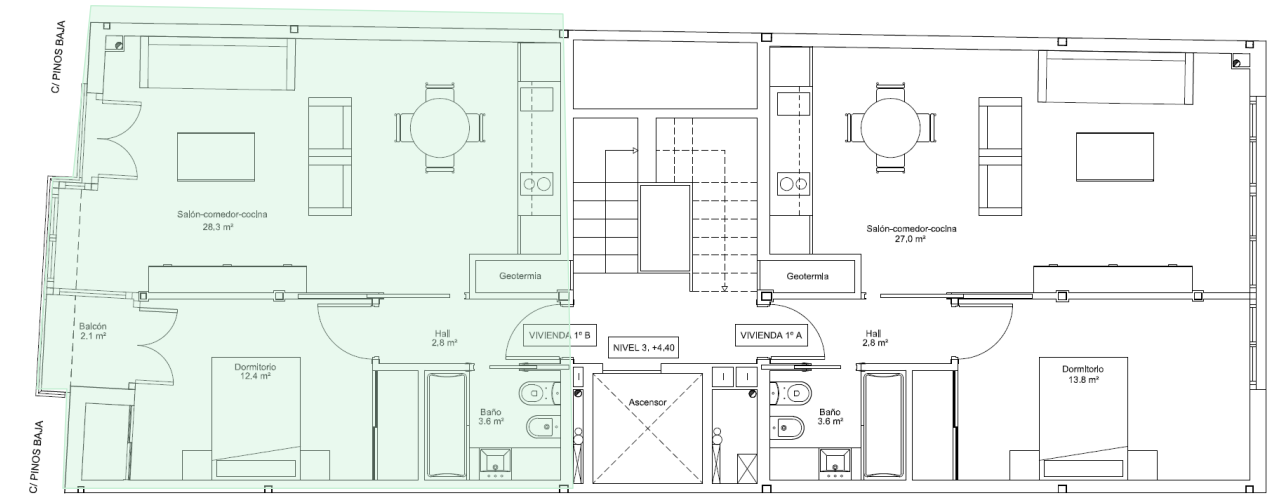 C/ PINOS BAJA
Salón-comedor-cocina
28,3 m²
Salón-comedor-cocina
27,0 m²
Geotermia
Geotermia
Balcón
2.1 m²
Hall
2.8 m²
VIVIENDA 1º B
NIVEL 3, +4.40
VIVIENDA 1º A
Hall
2.8 m²
Dormitorio
12,4 m²
Dormitorio
13.8 m²
Baño
3.6 m²
Ascensor
Baño
3.6 m²
C/ PINOS BAJA